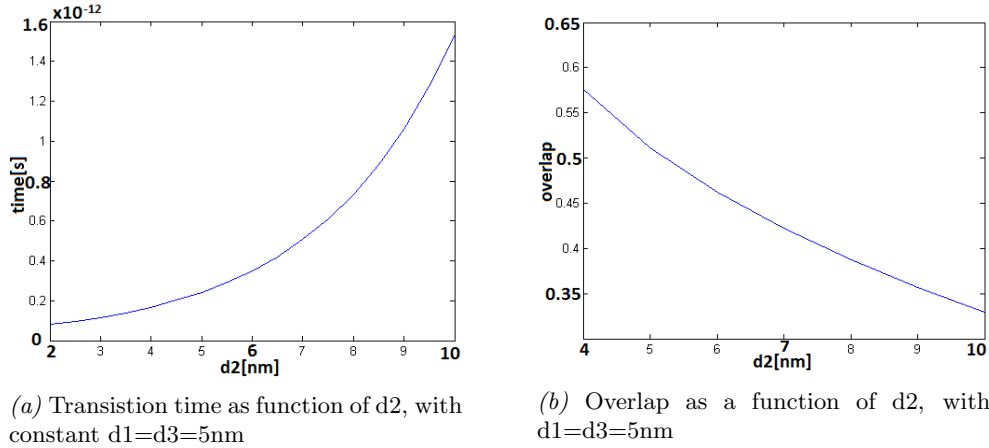 1.6 x10⁻¹²
1.4
1.2
1
0.8
0.6
0.4
0.2
0
time[s]
2 3 4 5 6 7 8 9 10
d2[nm]
(a) Transistion time as function of d2, with
constant d1=d3=5nm
0.65
0.6
0.55
0.5
0.45
0.4
0.35
overlap
4 5 6 7 8 9 10
d2[nm]
(b) Overlap as a function of d2, with
d1=d3=5nm